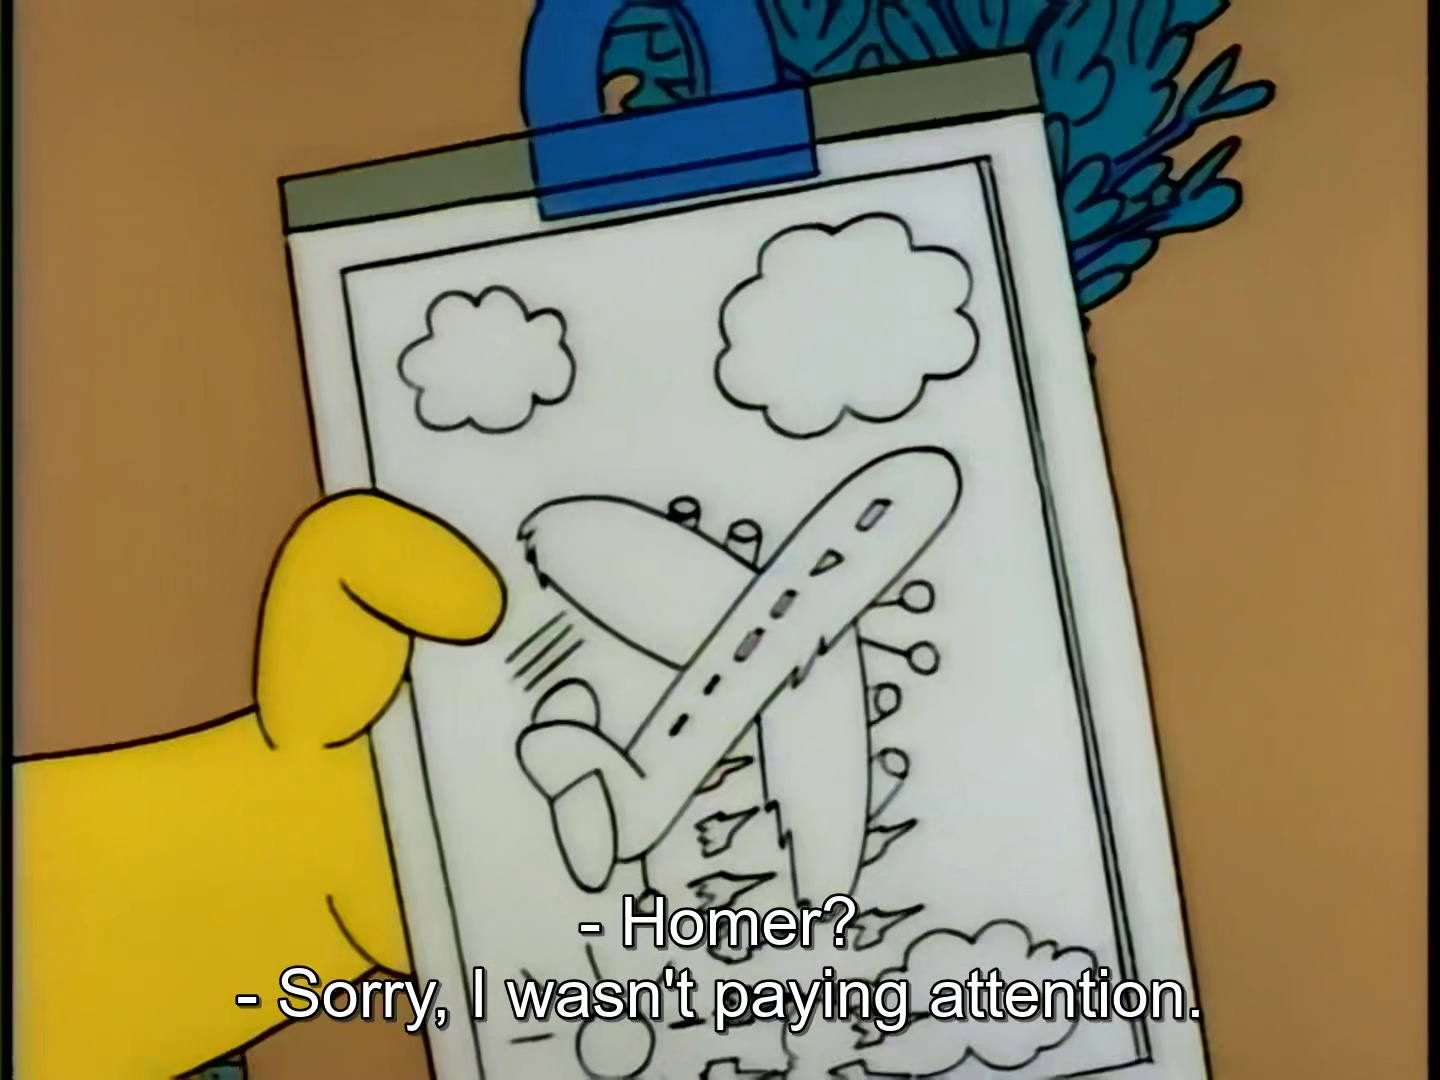 - Homer?
- Sorry, I wasn't paying attention.